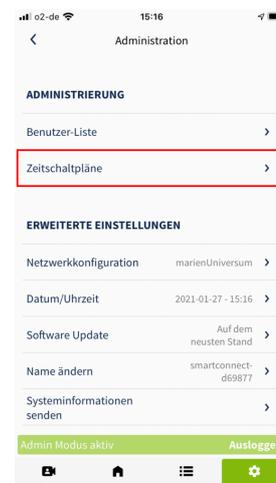 o2-de 15:16
Administration
ADMINISTRIERUNG
Benutzer-Liste
Zeitschaltpläne
ERWEITERTE EINSTELLUNGEN
Netzwerkkonfiguration marienUniversum
Datum/Uhrzeit 2021-01-27 - 15:16
Software Update Auf dem
neusten Stand
Name ändern smartconnect-
d69877
Systeminformationen
senden
Admin Modus aktiv Auslogge